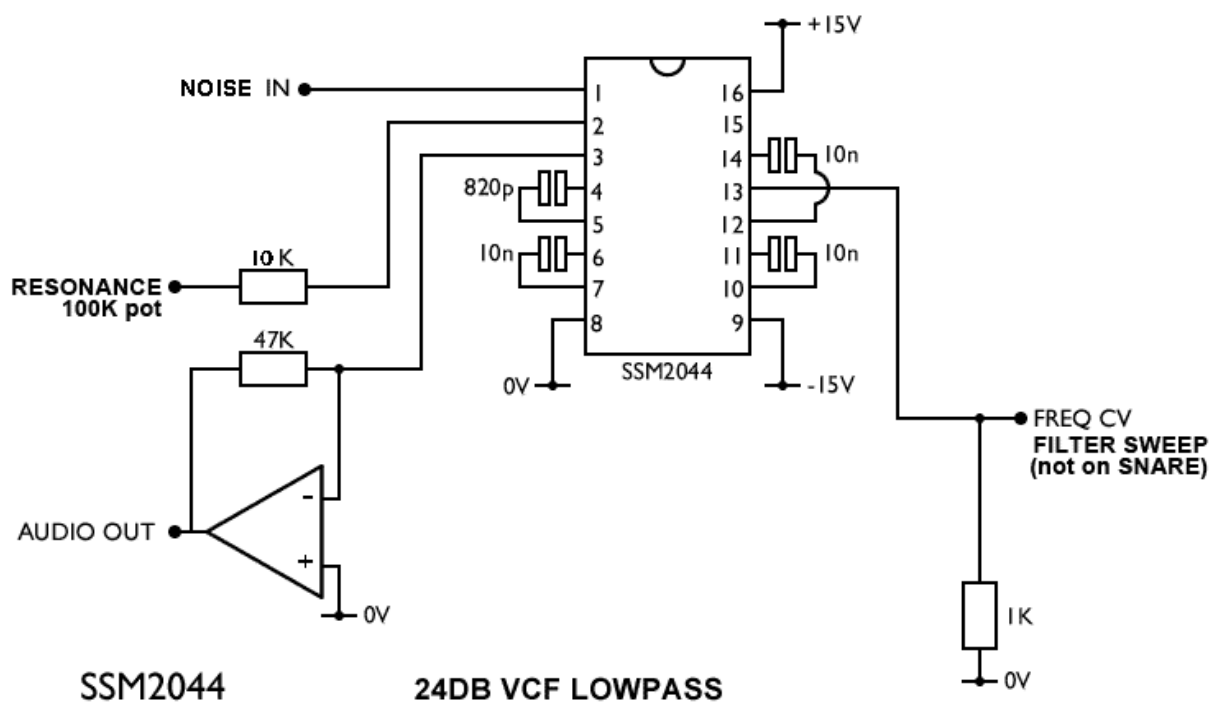 +15V
NOISE IN
1
16
2
15
3
14
10n
820p
4
13
5
12
10n
6
11
10n
10K
7
10
RESONANCE
100K pot
8
9
47K
SSM2044
0V
-15V
FREQ CV
FILTER SWEEP
(not on SNARE)
-
AUDIO OUT
+
0V
1K
0V
SSM2044
24DB VCF LOWPASS